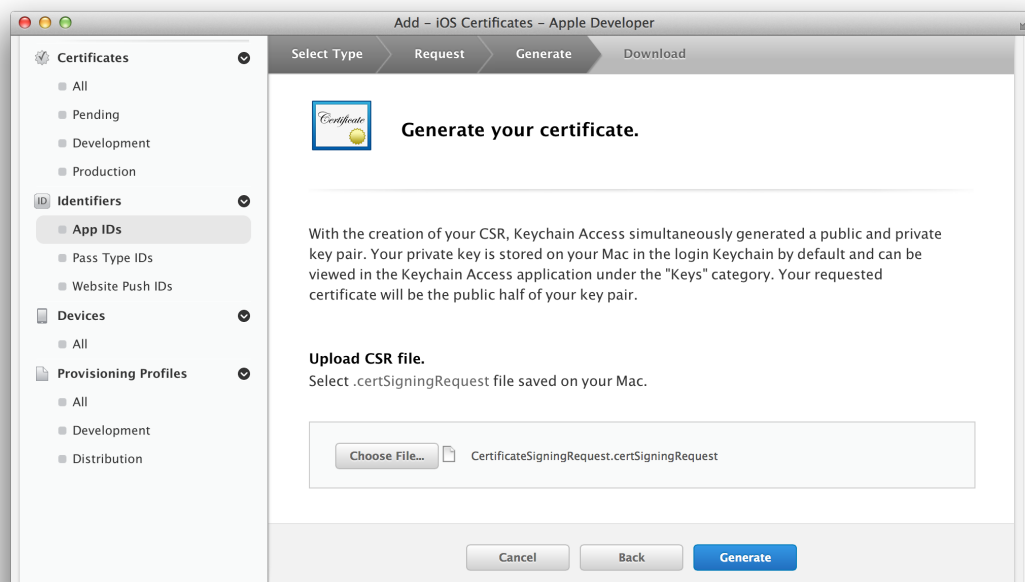 Add – iOS Certificates – Apple Developer
Certificates
All
Pending
Development
Production
ID Identifiers
App IDs
Pass Type IDs
Website Push IDs
Devices
All
Provisioning Profiles
All
Development
Distribution
Select Type Request Generate Download
Certificate
Generate your certificate.
With the creation of your CSR, Keychain Access simultaneously generated a public and private
key pair. Your private key is stored on your Mac in the login Keychain by default and can be
viewed in the Keychain Access application under the "Keys" category. Your requested
certificate will be the public half of your key pair.
Upload CSR file.
Select .certSigningRequest file saved on your Mac.
Choose File... CertificateSigningRequest.certSigningRequest
Cancel Back Generate